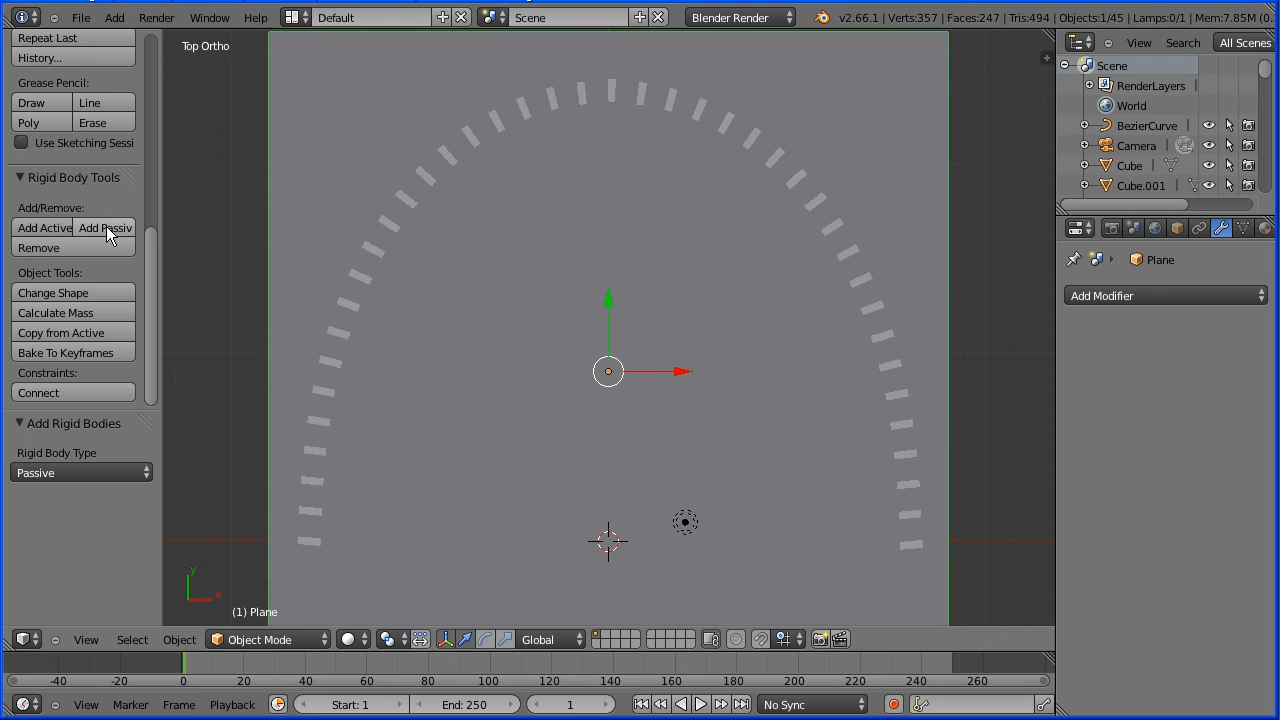 File Add Render Window Help Default Scene Blender Render v2.66.1 | Verts:357 | Faces:247 | Tris:494 | Objects:1/45 | Lamps:0/1 | Mem:7.85M (0.
Repeat Last
History...
Grease Pencil:
Draw Line
Poly Erase
Use Sketching Sessi
Rigid Body Tools
Add/Remove:
Add Active Add Passiv
Remove
Object Tools:
Change Shape
Calculate Mass
Copy from Active
Bake To Keyframes
Constraints:
Connect
Add Rigid Bodies
Rigid Body Type
Passive
Top Ortho
y
x
(1) Plane
View Search All Scenes
Scene
RenderLayers
World
BezierCurve
Camera
Cube
Cube.001
Plane
Add Modifier
View Select Object Object Mode Global
-40 -20 0 20 40 60 80 100 120 140 160 180 200 220 240 260
View Marker Frame Playback Start: 1 End: 250 1 No Sync